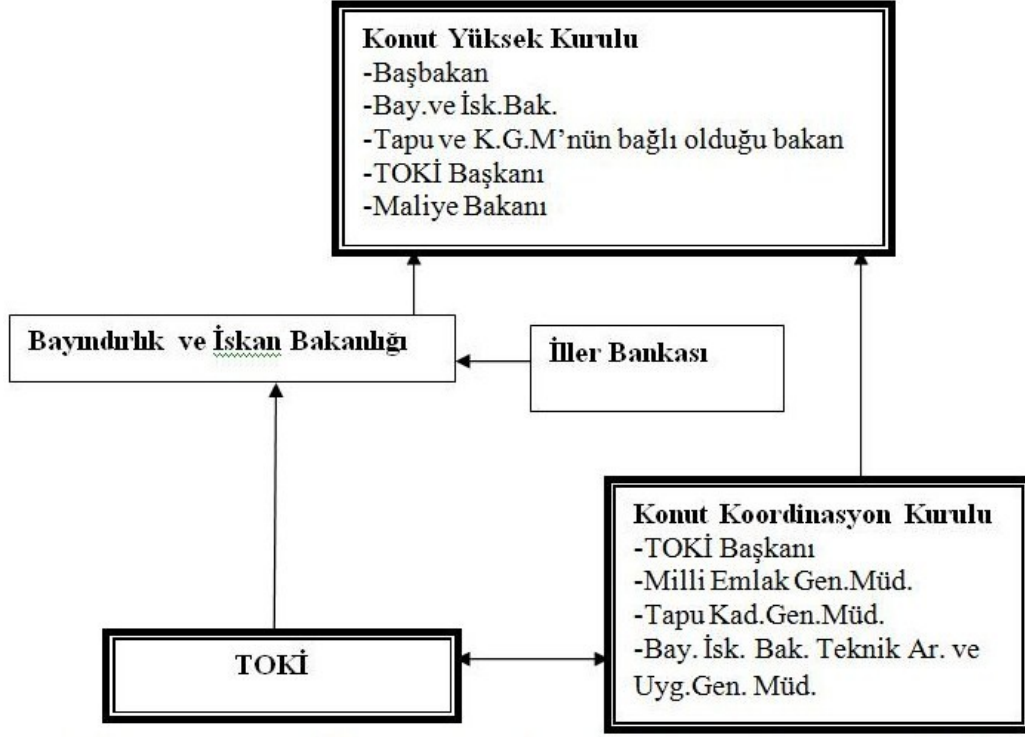 Konut Yüksek Kurulu
-Başbakan
-Bay.ve İsk.Bak.
-Tapu ve K.G.M’nün bağlı olduğu bakan
-TOKİ Başkanı
-Maliye Bakanı
Bayındırlık ve İskan Bakanlığı
İller Bankası
Konut Koordinasyon Kurulu
-TOKİ Başkanı
-Milli Emlak Gen.Müd.
-Tapu Kad.Gen.Müd.
-Bay. İsk. Bak. Teknik Ar. ve
Uyg.Gen. Müd.
TOKİ